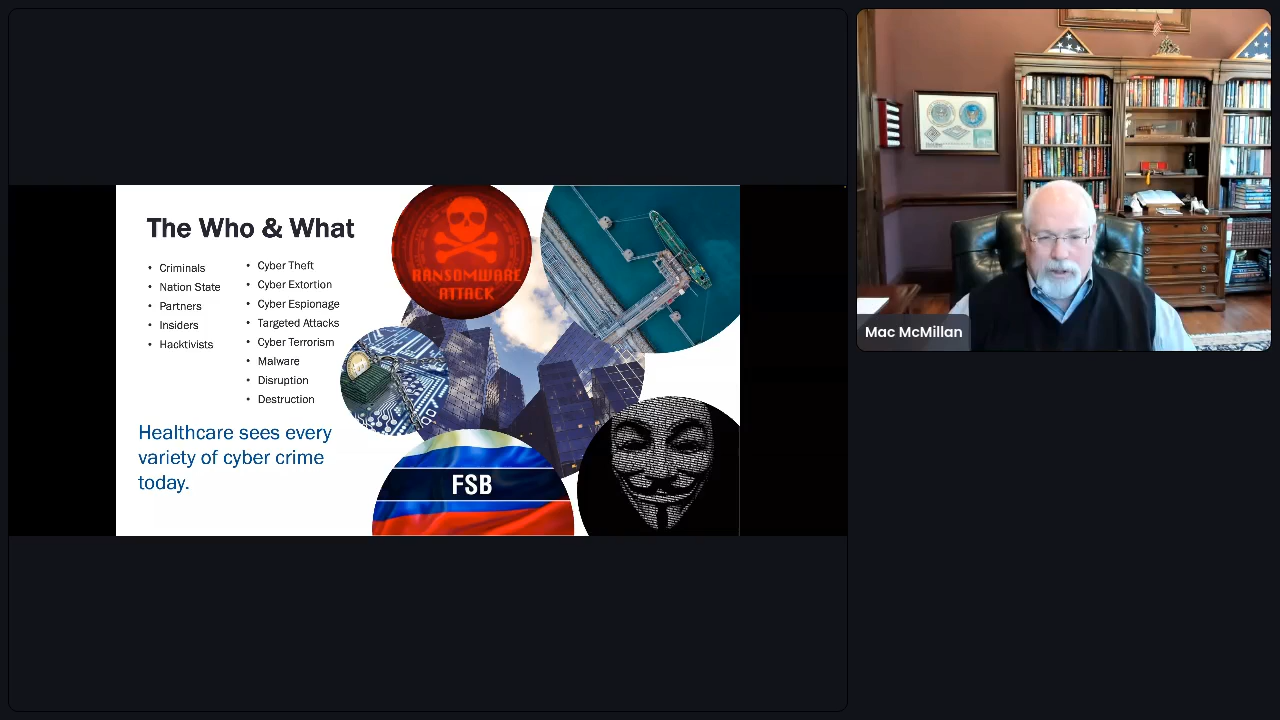 The Who & What
• Criminals
• Nation State
• Partners
• Insiders
• Hacktivists
• Cyber Theft
• Cyber Extortion
• Cyber Espionage
• Targeted Attacks
• Cyber Terrorism
• Malware
• Disruption
• Destruction
Healthcare sees every
variety of cyber crime
today.
RANSOMWARE
ATTACK
FSB
Mac McMillan